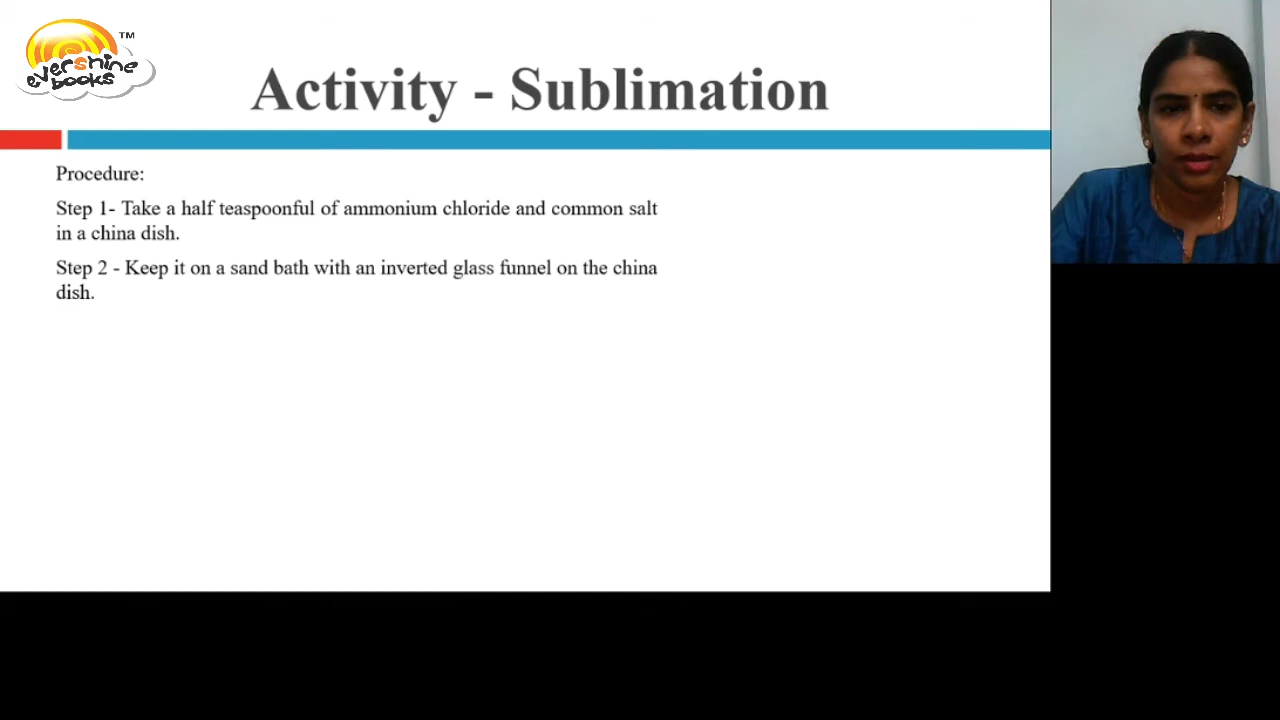 evershine
books
TM
Activity - Sublimation
Procedure:
Step 1- Take a half teaspoonful of ammonium chloride and common salt
in a china dish.
Step 2 - Keep it on a sand bath with an inverted glass funnel on the china
dish.